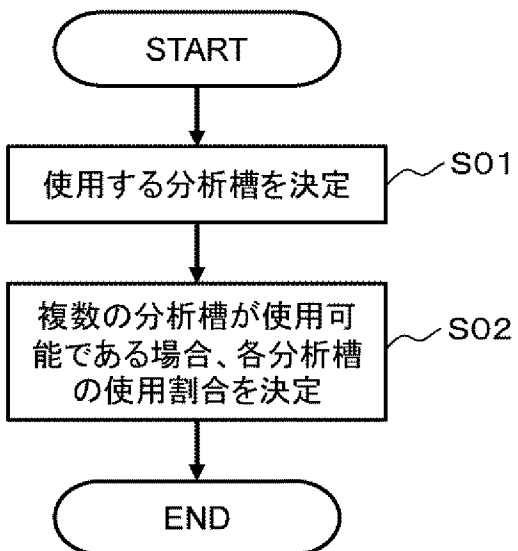 START
使用する分析槽を決定
S01
複数の分析槽が使用可
能である場合、各分析槽
の使用割合を決定
S02
END